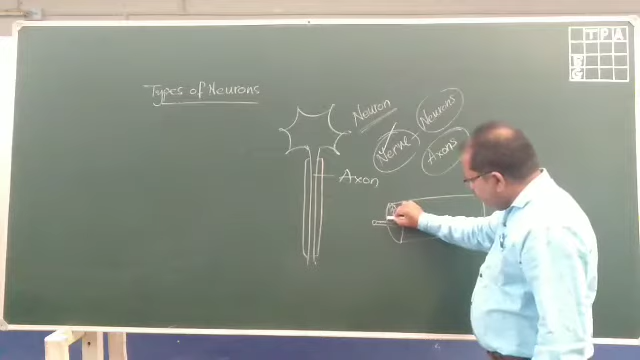 Types of Neurons
Neuron
Nerve
Neurons
Axons
Axon
T P A
B
G